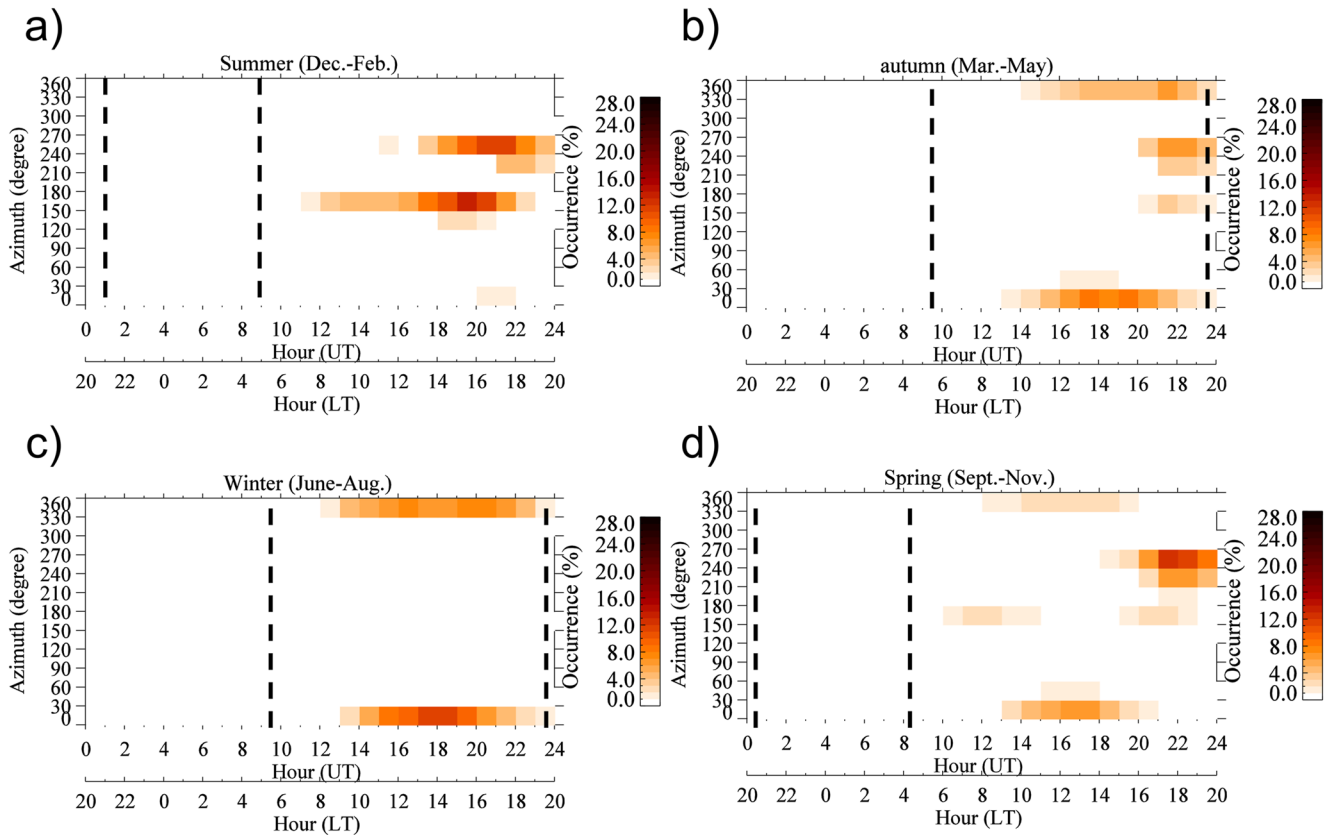 a)
Summer (Dec.-Feb.)
360
330
300
270
240
210
180
150
120
90
60
30
0
Azimuth (degree)
0 2 4 6 8 10 12 14 16 18 20 22 24
Hour (UT)
20 22 0 2 4 6 8 10 12 14 16 18 20
Hour (LT)
Occurrence (%)
28.0
24.0
20.0
16.0
12.0
8.0
4.0
0.0
b)
autumn (Mar.-May)
360
330
300
270
240
210
180
150
120
90
60
30
0
Azimuth (degree)
0 2 4 6 8 10 12 14 16 18 20 22 24
Hour (UT)
20 22 0 2 4 6 8 10 12 14 16 18 20
Hour (LT)
Occurrence (%)
28.0
24.0
20.0
16.0
12.0
8.0
4.0
0.0
c)
Winter (June-Aug.)
360
330
300
270
240
210
180
150
120
90
60
30
0
Azimuth (degree)
0 2 4 6 8 10 12 14 16 18 20 22 24
Hour (UT)
20 22 0 2 4 6 8 10 12 14 16 18 20
Hour (LT)
Occurrence (%)
28.0
24.0
20.0
16.0
12.0
8.0
4.0
0.0
d)
Spring (Sept.-Nov.)
360
330
300
270
240
210
180
150
120
90
60
30
0
Azimuth (degree)
0 2 4 6 8 10 12 14 16 18 20 22 24
Hour (UT)
20 22 0 2 4 6 8 10 12 14 16 18 20
Hour (LT)
Occurrence (%)
28.0
24.0
20.0
16.0
12.0
8.0
4.0
0.0